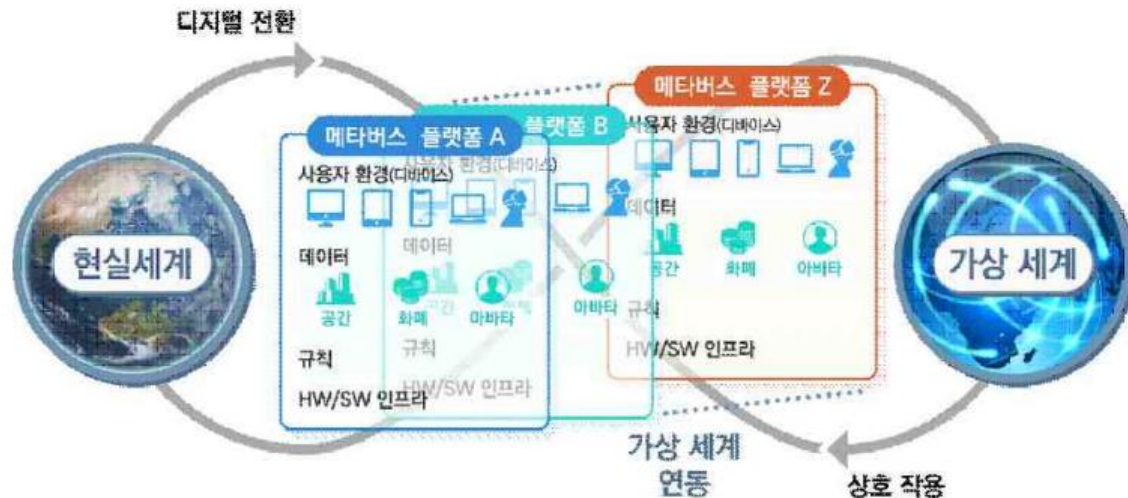 디지털 전환
현실세계
메타버스 플랫폼 A
사용자 환경(디바이스)
데이터
공간 화폐 아바타
규칙
HW/SW 인프라
플랫폼 B
사용자 환경(디바이스)
데이터
공간 화폐 아바타
규칙
HW/SW 인프라
메타버스 플랫폼 Z
사용자 환경(디바이스)
데이터
공간 화폐 아바타
규칙
HW/SW 인프라
가상 세계
가상 세계
연동
상호 작용